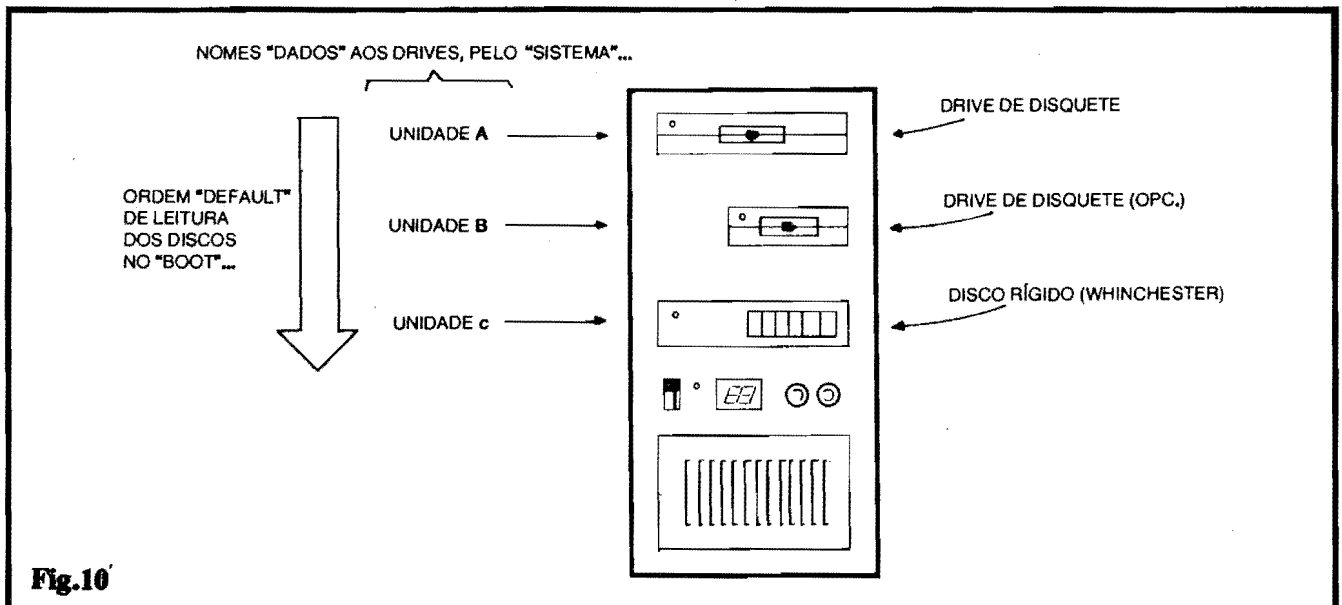 NOMES "DADOS" AOS DRIVES, PELO "SISTEMA"...
UNIDADE A
DRIVE DE DISQUETE
ORDEM "DEFAULT"
DE LEITURA
DOS DISCOS
NO "BOOT"...
UNIDADE B
DRIVE DE DISQUETE (OPC.)
UNIDADE c
DISCO RÍGIDO (WHINCHESTER)
Fig.10